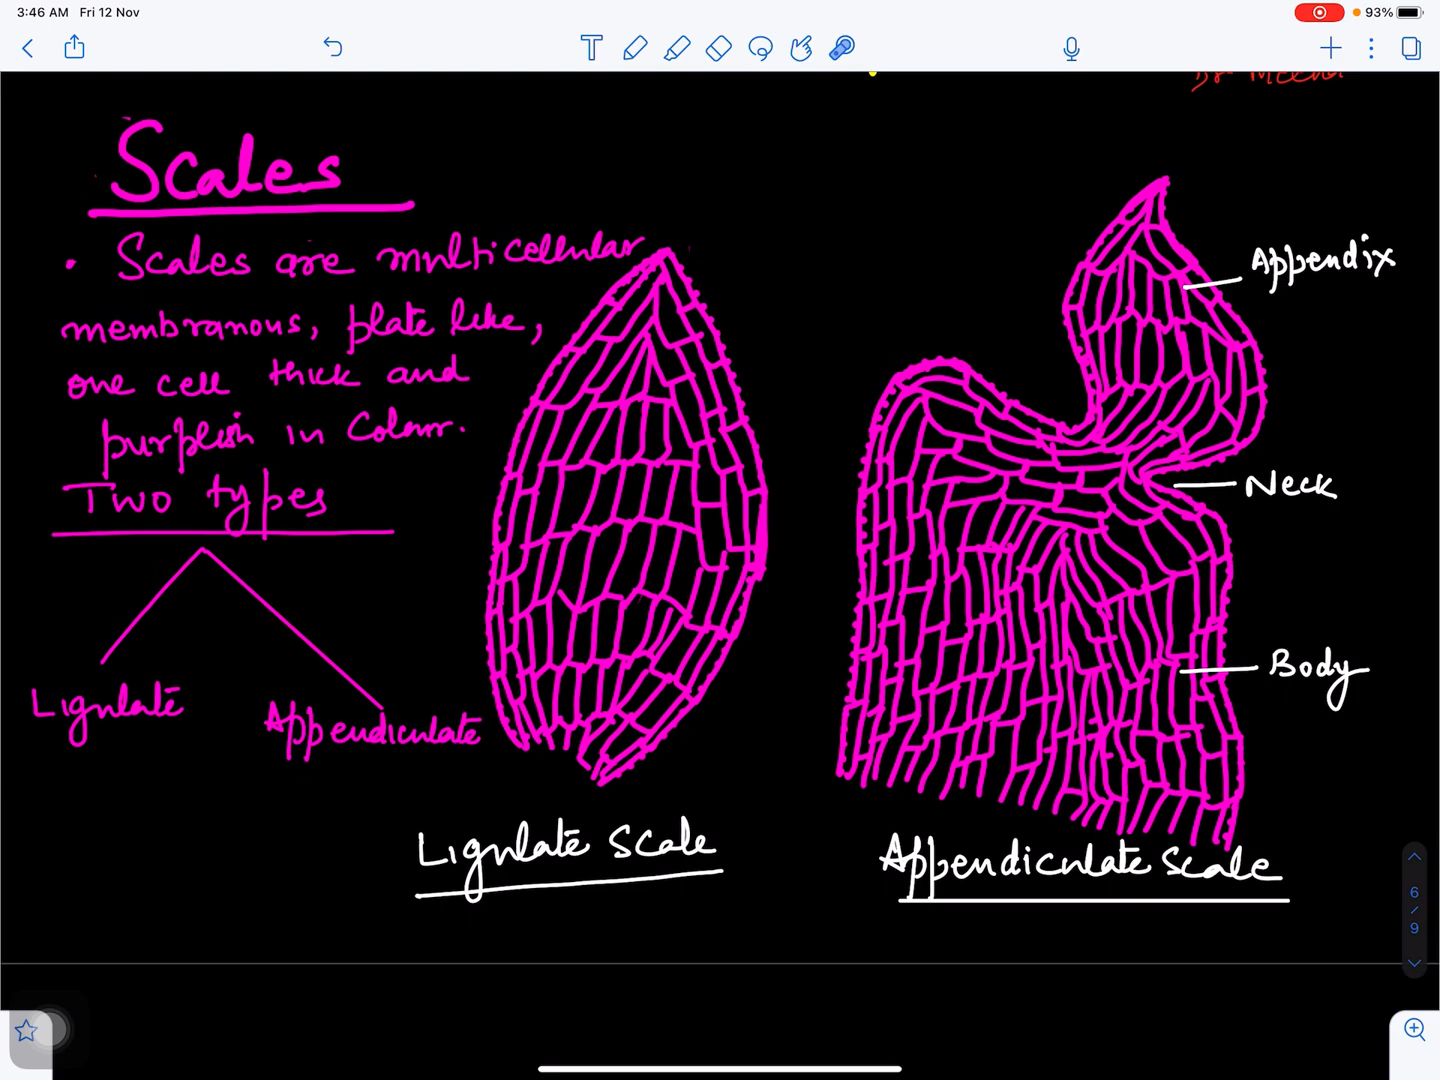 3:46 AM Fri 12 Nov
93%
Scales
• Scales are multicellular
membranous, plate like,
one cell thick and
purplish in Colour.
Two types
Ligulate
Appendiculate
Appendix
Neck
Body
Ligulate Scale
Appendiculate Scale
6
/
9